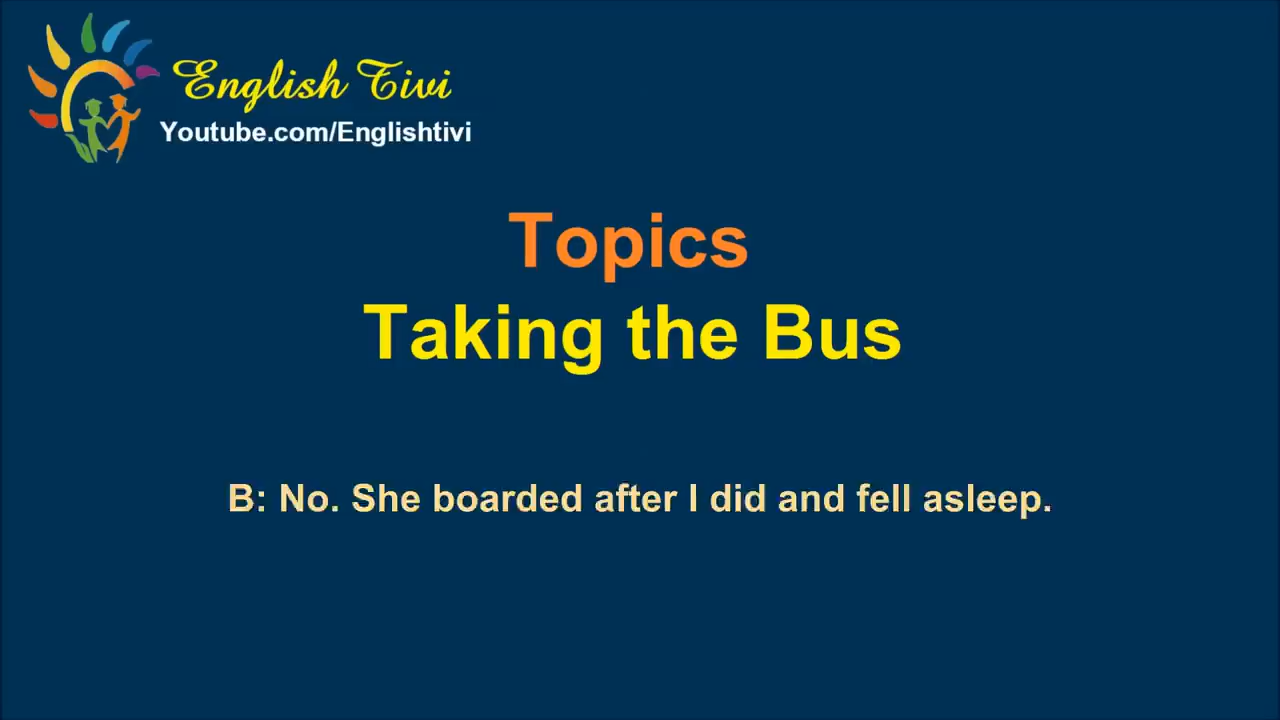 English Tivi
Youtube.com/Englishtivi
Topics
Taking the Bus
B: No. She boarded after I did and fell asleep.